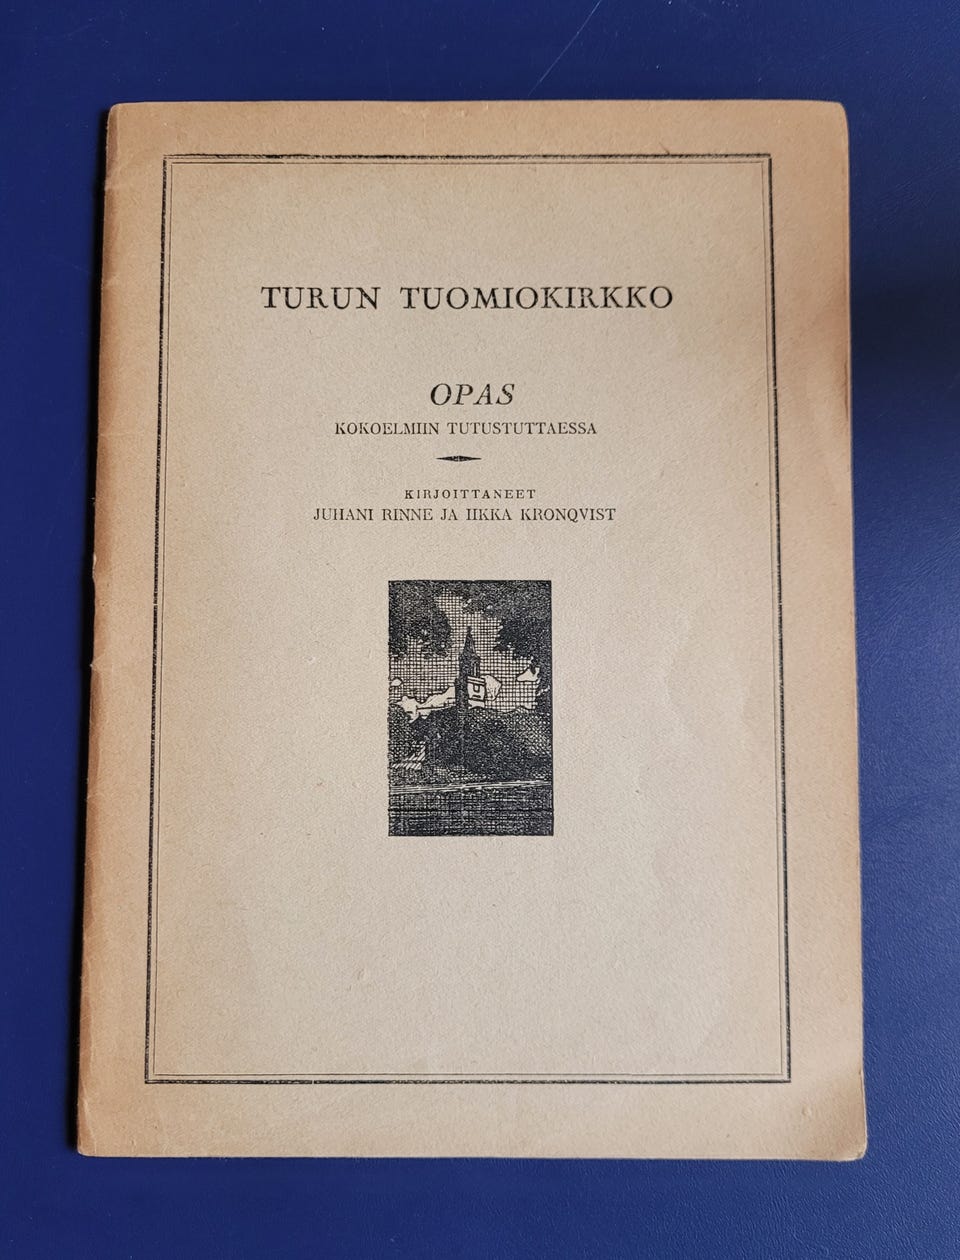 TURUN TUOMIOKIRKKO
OPAS
KOKOELMIIN TUTUSTUTTAESSA
KIRJOITTANEET
JUHANI RINNE JA IIKKA KRONQVIST